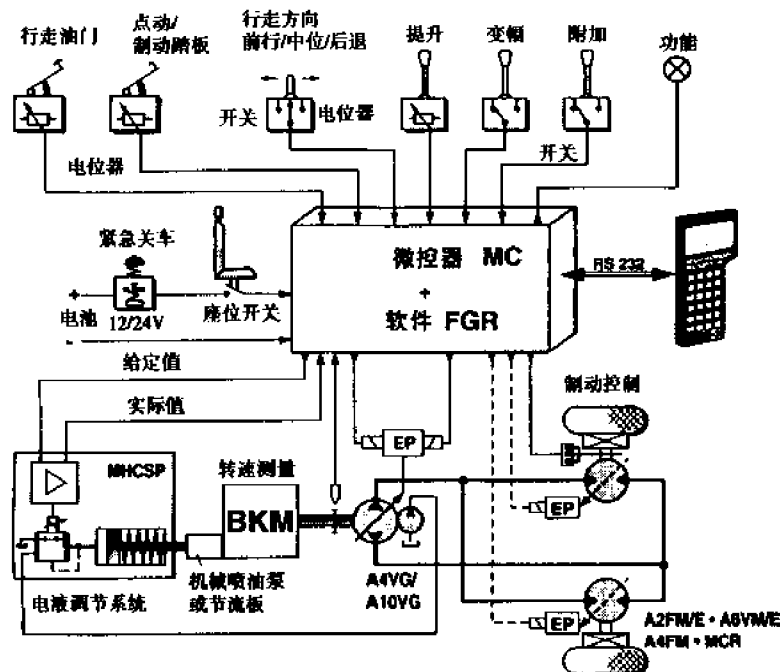 行走油门
点动/
制动踏板
行走方向
前行/中位/后退
提升
变幅
附加
功能
开关
电位器
电位器
开关
紧急关车
电池
12/24V
座位开关
微控器 MC
+
软件 FGR
RS 232
给定值
实际值
制动控制
EP
MHCSP
转速测量
BKM
EP
电液调节系统
机械喷油泵
或节流板
A4VG/
A10VG
EP
A2FM/E · A6VM/E
A4FM · MCR